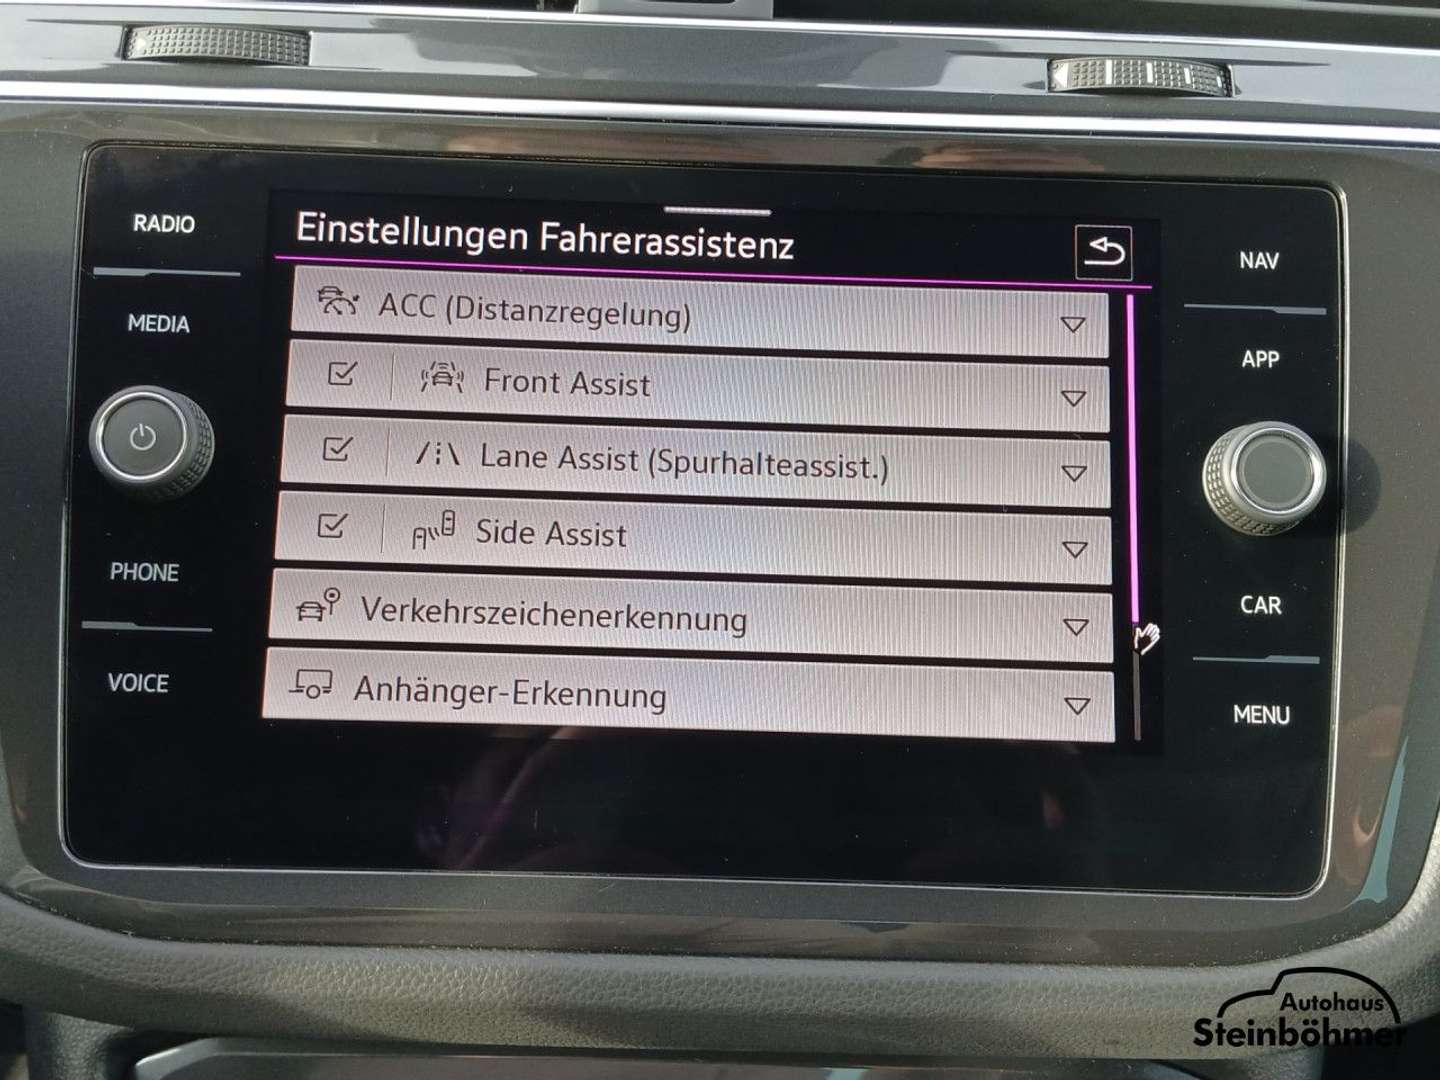 RADIO
MEDIA
PHONE
VOICE
Einstellungen Fahrerassistenz
ACC (Distanzregelung)
Front Assist
Lane Assist (Spurhalteassist.)
Side Assist
Verkehrszeichenerkennung
Anhänger-Erkennung
NAV
APP
CAR
MENU
Autohaus
Steinböhmer